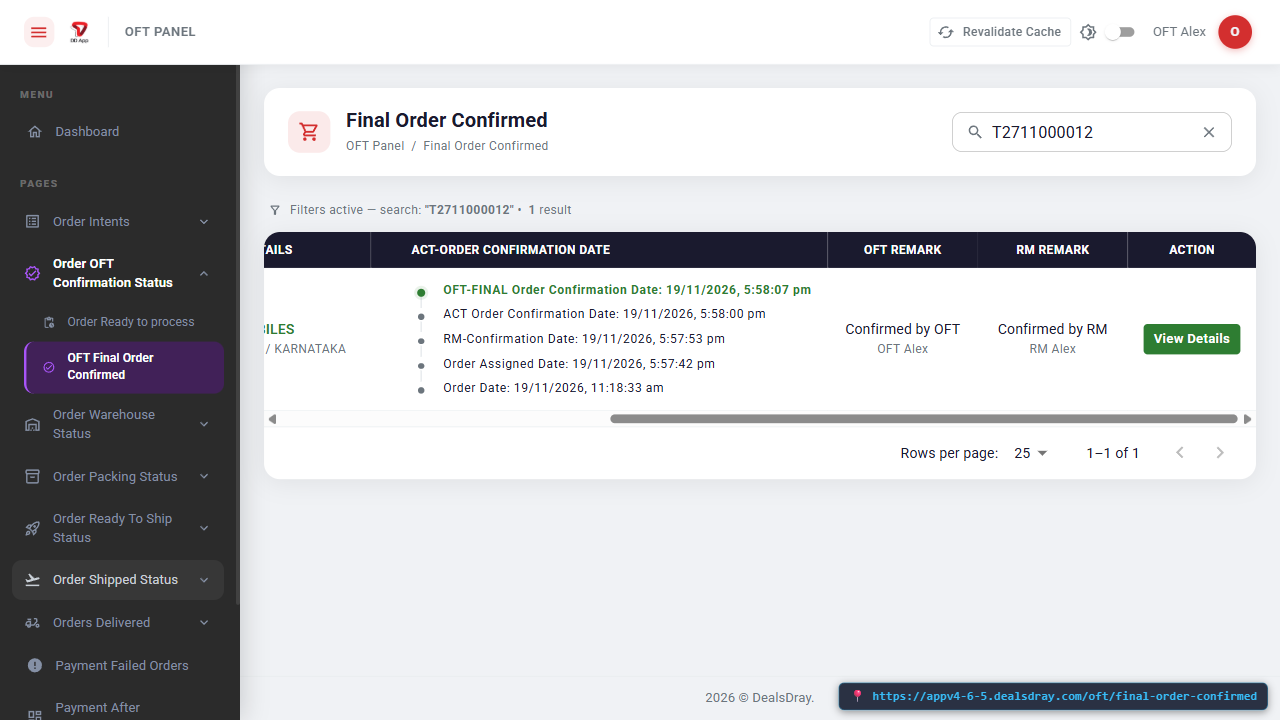 DD App
OFT PANEL
Revalidate Cache
OFT Alex
O
MENU
Dashboard
PAGES
Order Intents
Order OFT
Confirmation Status
Order Ready to process
OFT Final Order
Confirmed
Order Warehouse
Status
Order Packing Status
Order Ready To Ship
Status
Order Shipped Status
Orders Delivered
Payment Failed Orders
Payment After
Final Order Confirmed
OFT Panel / Final Order Confirmed
T2711000012
Filters active — search: "T2711000012" • 1 result
AILS
ACT-ORDER CONFIRMATION DATE
OFT REMARK
RM REMARK
ACTION
BILES
/ KARNATAKA
OFT-FINAL Order Confirmation Date: 19/11/2026, 5:58:07 pm
ACT Order Confirmation Date: 19/11/2026, 5:58:00 pm
RM-Confirmation Date: 19/11/2026, 5:57:53 pm
Order Assigned Date: 19/11/2026, 5:57:42 pm
Order Date: 19/11/2026, 11:18:33 am
Confirmed by OFT
OFT Alex
Confirmed by RM
RM Alex
View Details
Rows per page: 25
1–1 of 1
2026 © DealsDray.
https://appv4-6-5.dealsdray.com/oft/final-order-confirmed